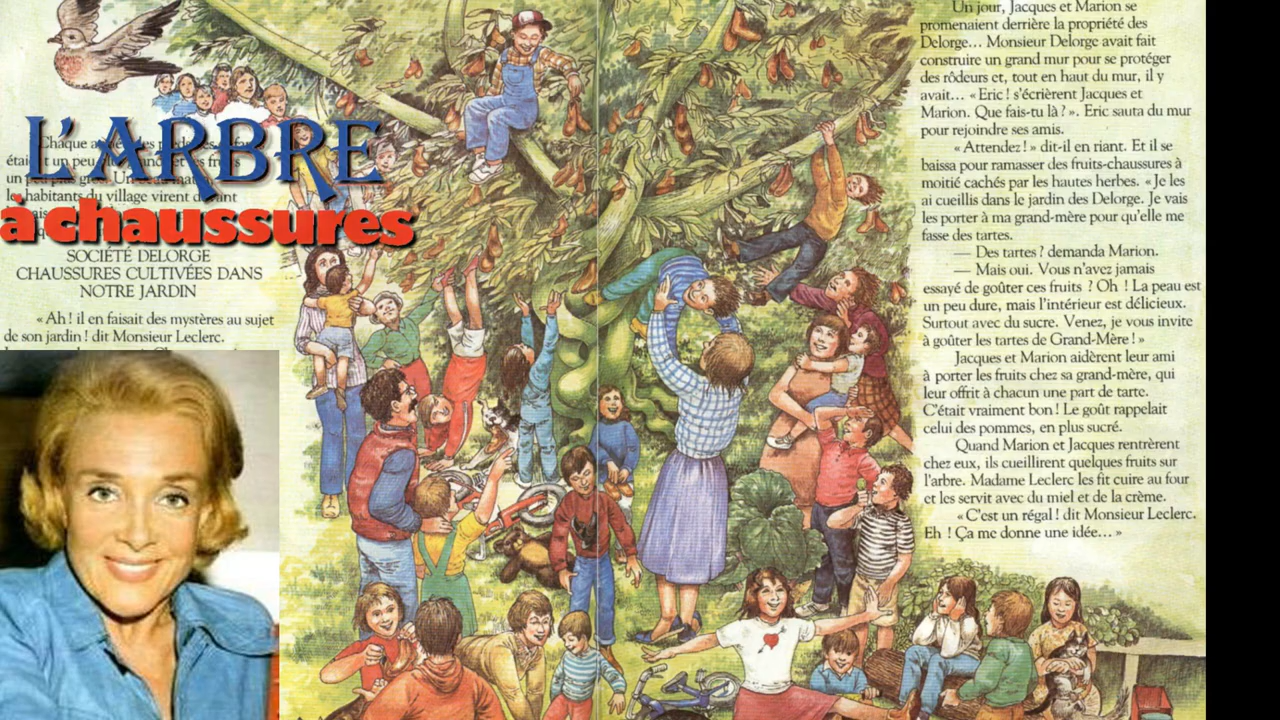 L'ARBRE
à chaussures
Chaque
étai un peu
un
les habitants du village virent
SOCIÉTÉ DELORGE
CHAUSSURES CULTIVÉES DANS
NOTRE JARDIN
« Ah ! il en faisait des mystères au sujet
de son jardin ! dit Monsieur Leclerc.
Un jour, Jacques et Marion se
promenaient derrière la propriété des
Delorge... Monsieur Delorge avait fait
construire un grand mur pour se protéger
des rôdeurs et, tout en haut du mur, il y
avait... « Eric ! s'écrièrent Jacques et
Marion. Que fais-tu là ? ». Eric sauta du mur
pour rejoindre ses amis.
« Attendez ! » dit-il en riant. Et il se
baissa pour ramasser des fruits-chaussures à
moitié cachés par les hautes herbes. « Je les
ai cueillis dans le jardin des Delorge. Je vais
les porter à ma grand-mère pour qu'elle me
fasse des tartes.
— Des tartes ? demanda Marion.
— Mais oui. Vous n'avez jamais
essayé de goûter ces fruits ? Oh ! La peau est
un peu dure, mais l'intérieur est délicieux.
Surtout avec du sucre. Venez, je vous invite
à goûter les tartes de Grand-Mère ! »
Jacques et Marion aidèrent leur ami
à porter les fruits chez sa grand-mère, qui
leur offrit à chacun une part de tarte.
C'était vraiment bon ! Le goût rappelait
celui des pommes, en plus sucré.
Quand Marion et Jacques rentrèrent
chez eux, ils cueillirent quelques fruits sur
l'arbre. Madame Leclerc les fit cuire au four
et les servit avec du miel et de la crème.
« C'est un régal ! dit Monsieur Leclerc.
Eh ! Ça me donne une idée... »